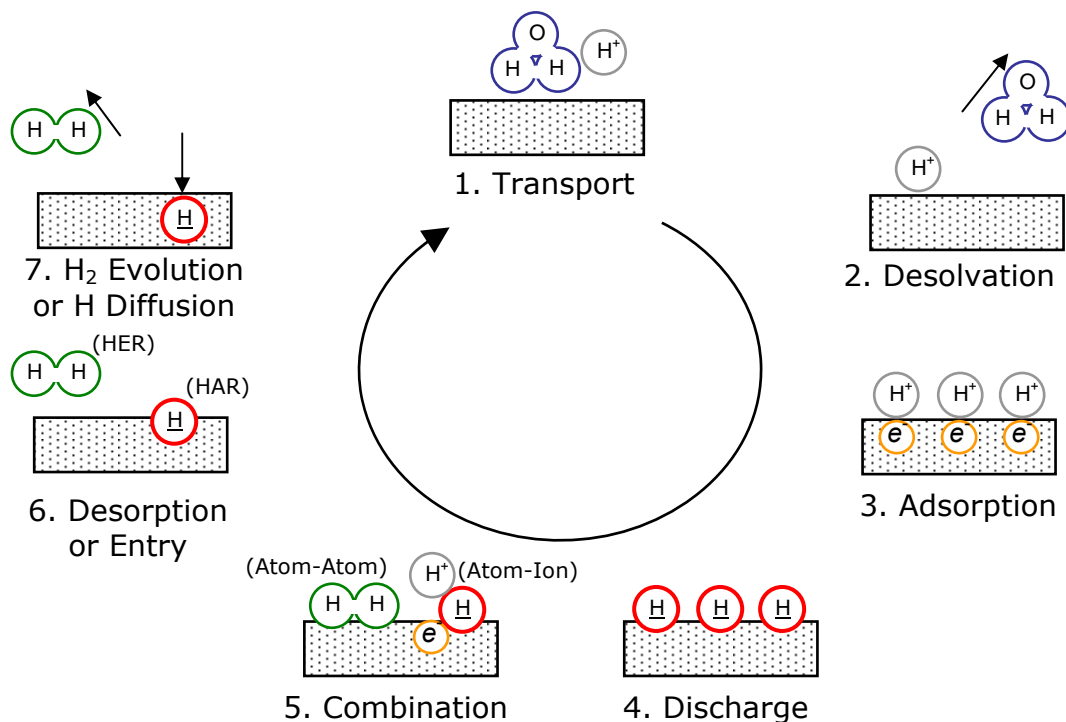 O
H H H⁺
1. Transport
O
H H
H⁺
2. Desolvation
H⁺ H⁺ H⁺
e⁻ e⁻ e⁻
3. Adsorption
H H H
4. Discharge
(Atom-Atom) H⁺ (Atom-Ion)
H H H
e⁻
5. Combination
(HER)
H H
(HAR)
H
6. Desorption
or Entry
H H
H
7. H₂ Evolution
or H Diffusion